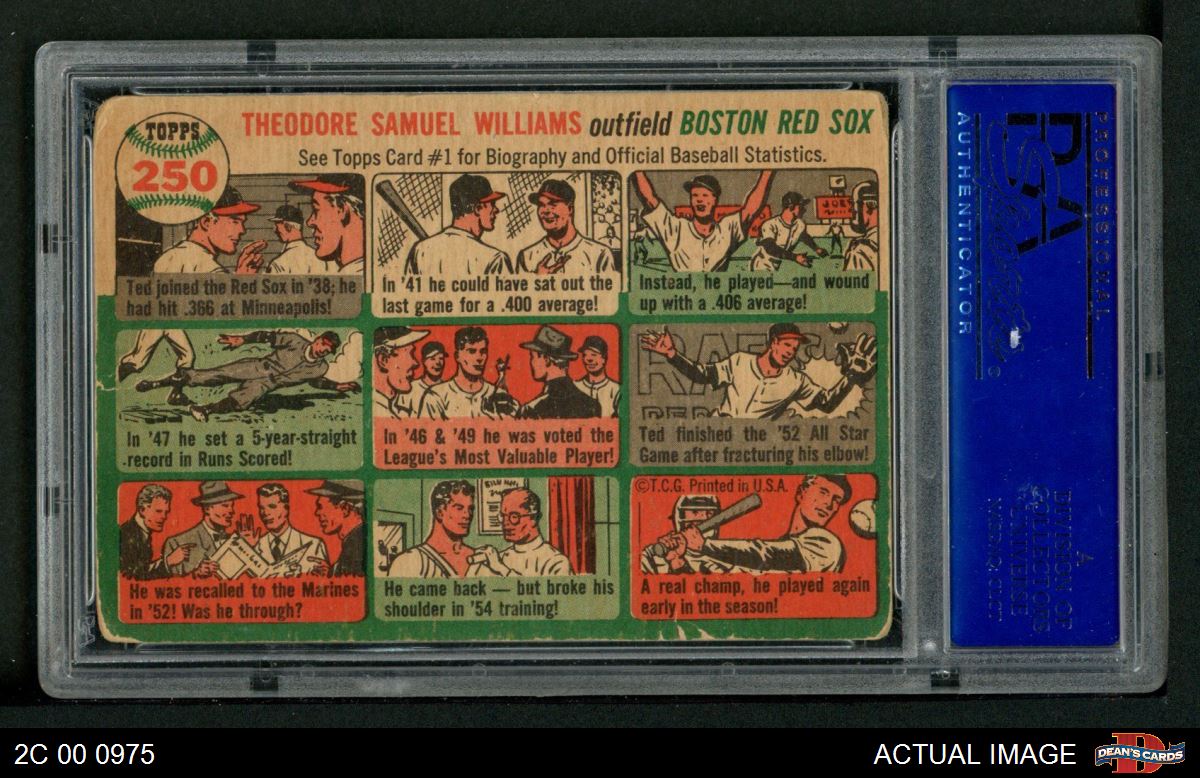 THEODORE SAMUEL WILLIAMS outfield BOSTON RED SOX
TOPPS
250
See Topps Card #1 for Biography and Official Baseball Statistics.
Ted joined the Red Sox in '38; he
had hit .366 at Minneapolis!
In '41 he could have sat out the
last game for a .400 average!
Instead, he played—and wound
up with a .406 average!
In '47 he set a 5-year-straight
record in Runs Scored!
In '46 & '49 he was voted the
League's Most Valuable Player!
Ted finished the '52 All Star
Game after fracturing his elbow!
He was recalled to the Marines
in '52! Was he through?
He came back — but broke his
shoulder in '54 training!
©T.C.G. Printed in U.S.A.
A real champ, he played again
early in the season!
PROFESSIONAL
PSA
AUTHENTICATOR
A
DIVISION OF
COLLECTORS
UNIVERSE
2C 00 0975
ACTUAL IMAGE
DEAN'S CARDS